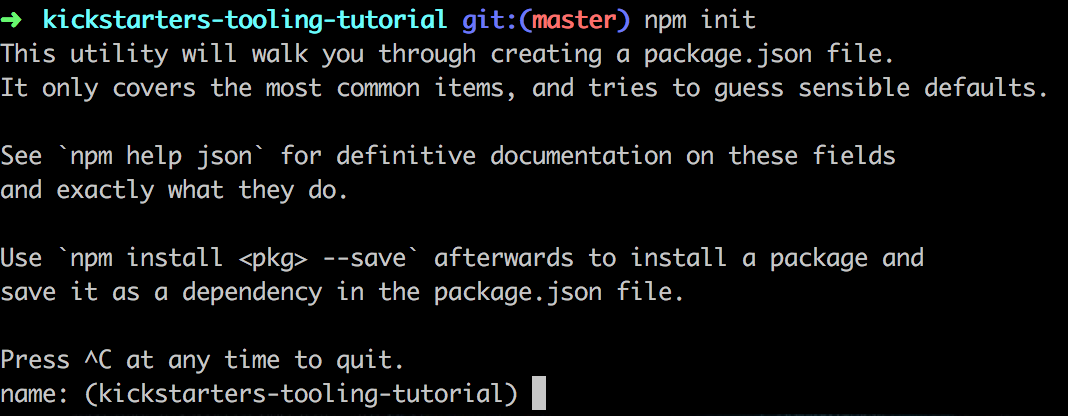 ➜ kickstarters-tooling-tutorial git:(master) npm init
This utility will walk you through creating a package.json file.
It only covers the most common items, and tries to guess sensible defaults.
See `npm help json` for definitive documentation on these fields
and exactly what they do.
Use `npm install <pkg> --save` afterwards to install a package and
save it as a dependency in the package.json file.
Press ^C at any time to quit.
name: (kickstarters-tooling-tutorial)